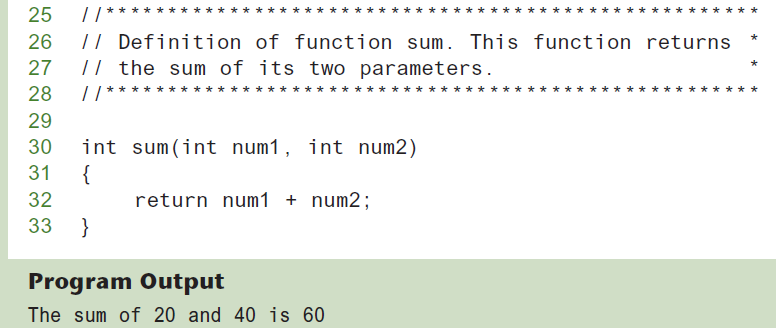 25 //*****************************************************
26 // Definition of function sum. This function returns *
27 // the sum of its two parameters. *
28 //*****************************************************
29
30 int sum(int num1, int num2)
31 {
32 return num1 + num2;
33 }
Program Output
The sum of 20 and 40 is 60